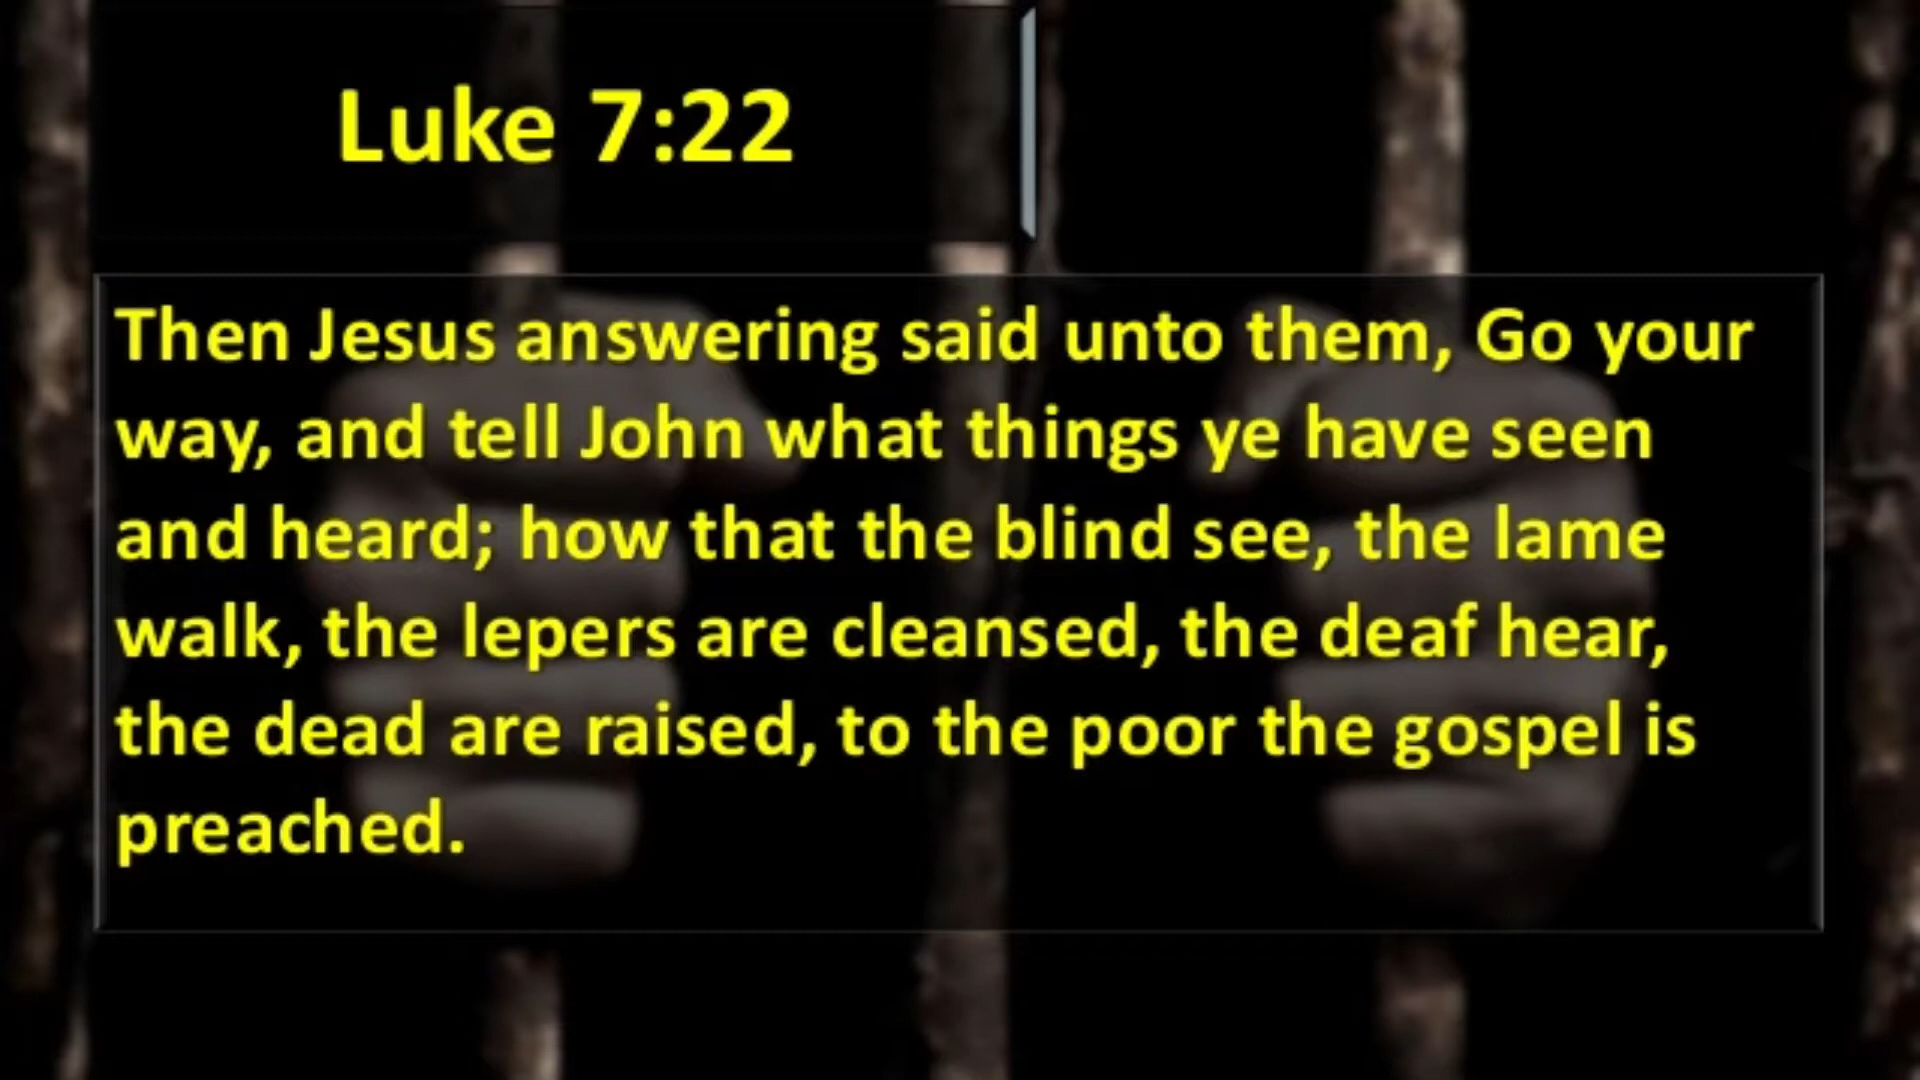 Luke 7:22
Then Jesus answering said unto them, Go your
way, and tell John what things ye have seen
and heard; how that the blind see, the lame
walk, the lepers are cleansed, the deaf hear,
the dead are raised, to the poor the gospel is
preached.